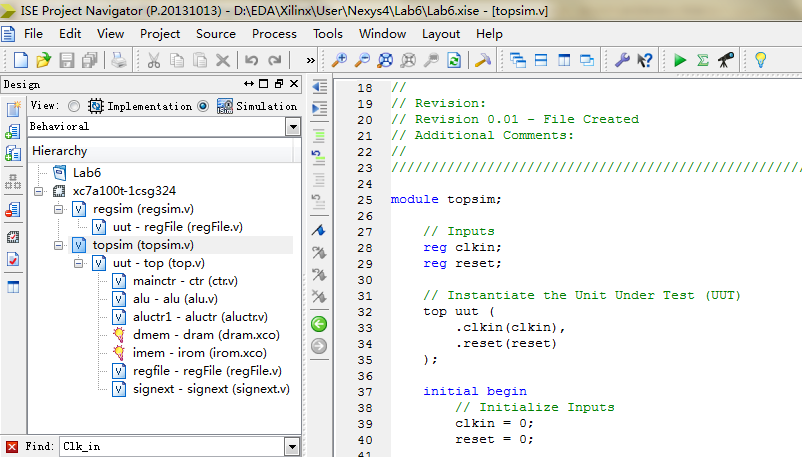 ISE Project Navigator (P.20131013) - D:\EDA\Xilinx\User\Nexys4\Lab6\Lab6.xise - [topsim.v]
File Edit View Project Source Process Tools Window Layout Help
Design
View: Implementation Simulation
Behavioral
Hierarchy
Lab6
xc7a100t-1csg324
regsim (regsim.v)
uut - regFile (regFile.v)
topsim (topsim.v)
uut - top (top.v)
mainctr - ctr (ctr.v)
alu - alu (alu.v)
aluctr1 - aluctr (aluctr.v)
dmem - dram (dram.xco)
imem - irom (irom.xco)
regfile - regFile (regFile.v)
signext - signext (signext.v)
Find: Clk_in
18 //
19 // Revision:
20 // Revision 0.01 - File Created
21 // Additional Comments:
22 //
23 ////////////////////////////////////////////////////
24
25 module topsim;
26
27 // Inputs
28 reg clkin;
29 reg reset;
30
31 // Instantiate the Unit Under Test (UUT)
32 top uut (
33 .clkin(clkin),
34 .reset(reset)
35 );
36
37 initial begin
38 // Initialize Inputs
39 clkin = 0;
40 reset = 0;
41